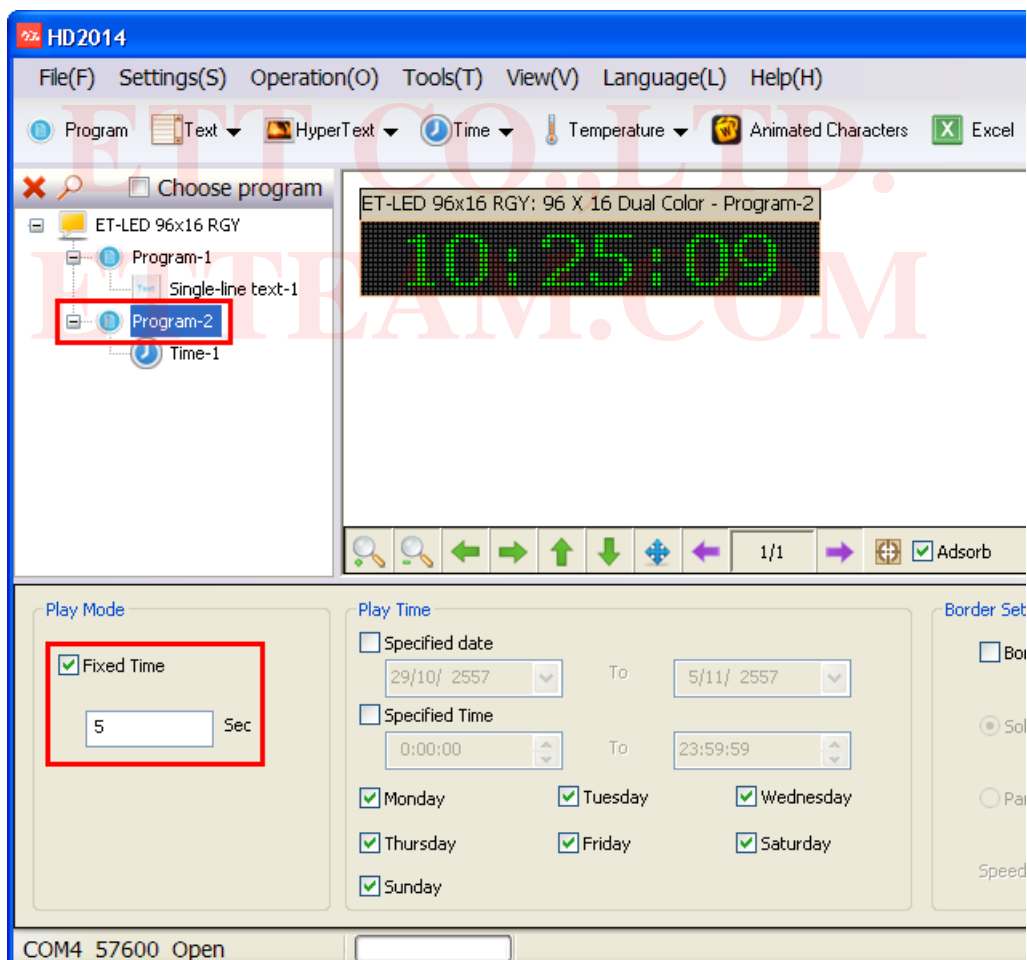 HD2014
File(F) Settings(S) Operation(O) Tools(T) View(V) Language(L) Help(H)
Program Text HyperText Time Temperature Animated Characters Excel
ETT CO.,LTD.
Choose program
ET-LED 96x16 RGY
Program-1
Text
Single-line text-1
Program-2
Time-1
ET-LED 96x16 RGY: 96 X 16 Dual Color - Program-2
10:25:09
ETTEAM.COM
1/1 Adsorb
Play Mode
Fixed Time
5 Sec
Play Time
Specified date
29/10/ 2557 To 5/11/ 2557
Specified Time
0:00:00 To 23:59:59
Monday Tuesday Wednesday
Thursday Friday Saturday
Sunday
Border Set
Bor
Sol
Par
Speed
COM4 57600 Open